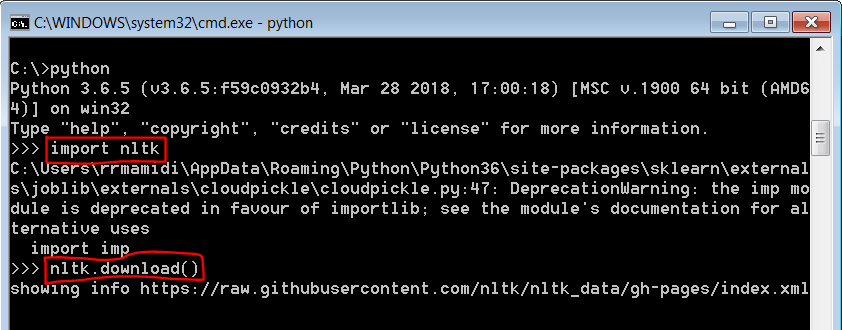 C:\WINDOWS\system32\cmd.exe - python
C:\>python
Python 3.6.5 (v3.6.5:f59c0932b4, Mar 28 2018, 17:00:18) [MSC v.1900 64 bit (AMD6
4)] on win32
Type "help", "copyright", "credits" or "license" for more information.
>>> import nltk
C:\Users\rrmamidi\AppData\Roaming\Python\Python36\site-packages\sklearn\external
s\joblib\externals\cloudpickle\cloudpickle.py:47: DeprecationWarning: the imp mo
dule is deprecated in favour of importlib; see the module's documentation for al
ternative uses
  import imp
>>> nltk.download()
showing info https://raw.githubusercontent.com/nltk/nltk_data/gh-pages/index.xml